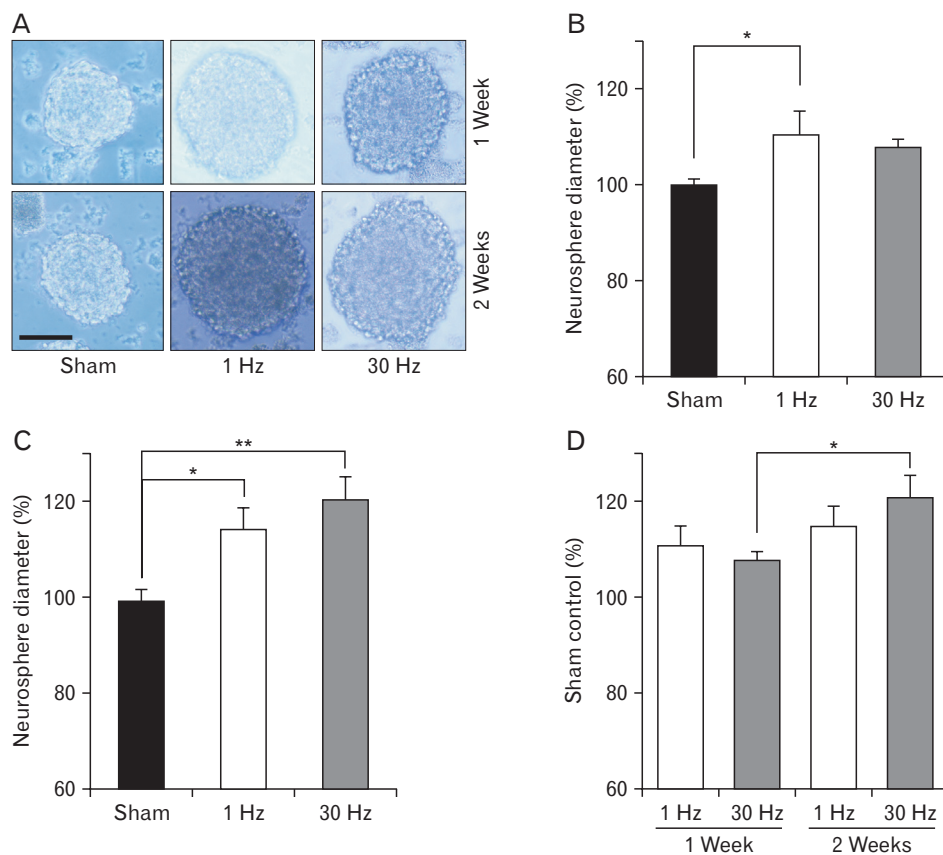 A
1 Week
2 Weeks
Sham 1 Hz 30 Hz
B
Neurosphere diameter (%)
120
100
80
60
*
Sham 1 Hz 30 Hz
C
Neurosphere diameter (%)
120
100
80
60
**
*
Sham 1 Hz 30 Hz
D
Sham control (%)
120
100
80
60
*
1 Hz 30 Hz 1 Hz 30 Hz
1 Week 2 Weeks